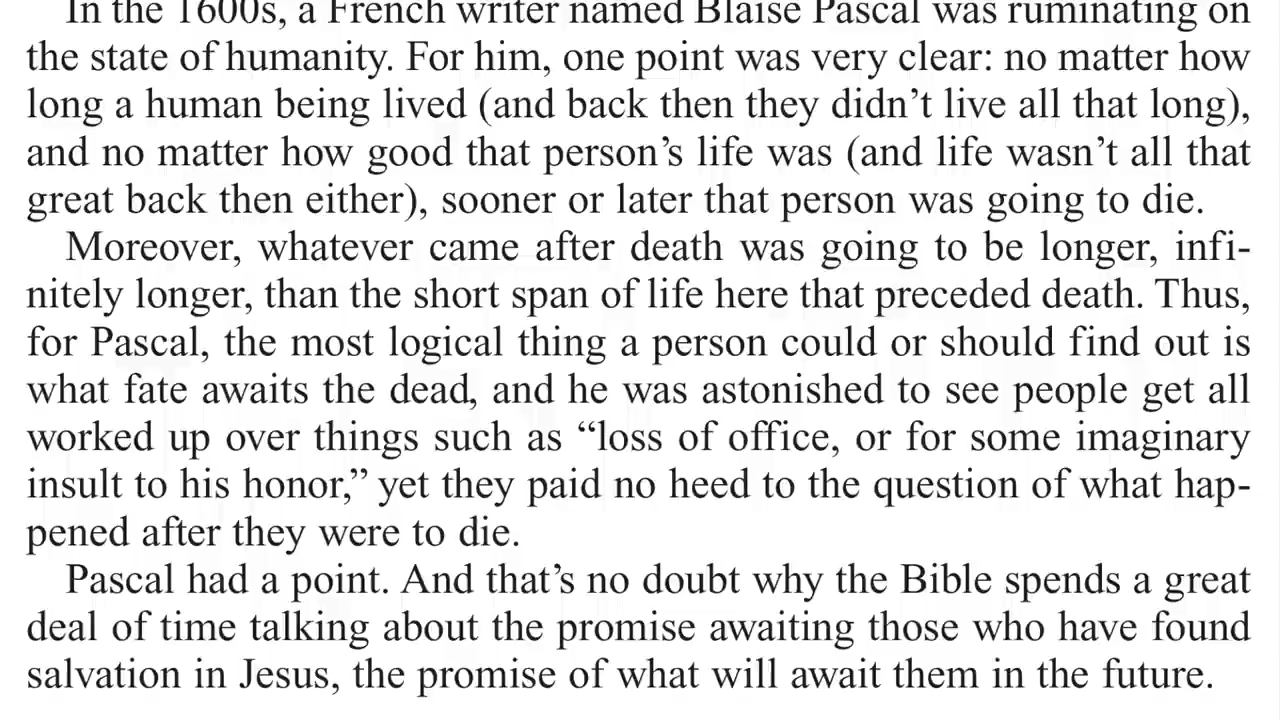 In the 1600s, a French writer named Blaise Pascal was ruminating on
the state of humanity. For him, one point was very clear: no matter how
long a human being lived (and back then they didn’t live all that long),
and no matter how good that person’s life was (and life wasn’t all that
great back then either), sooner or later that person was going to die.
Moreover, whatever came after death was going to be longer, infi-
nitely longer, than the short span of life here that preceded death. Thus,
for Pascal, the most logical thing a person could or should find out is
what fate awaits the dead, and he was astonished to see people get all
worked up over things such as “loss of office, or for some imaginary
insult to his honor,” yet they paid no heed to the question of what hap-
pened after they were to die.
Pascal had a point. And that’s no doubt why the Bible spends a great
deal of time talking about the promise awaiting those who have found
salvation in Jesus, the promise of what will await them in the future.